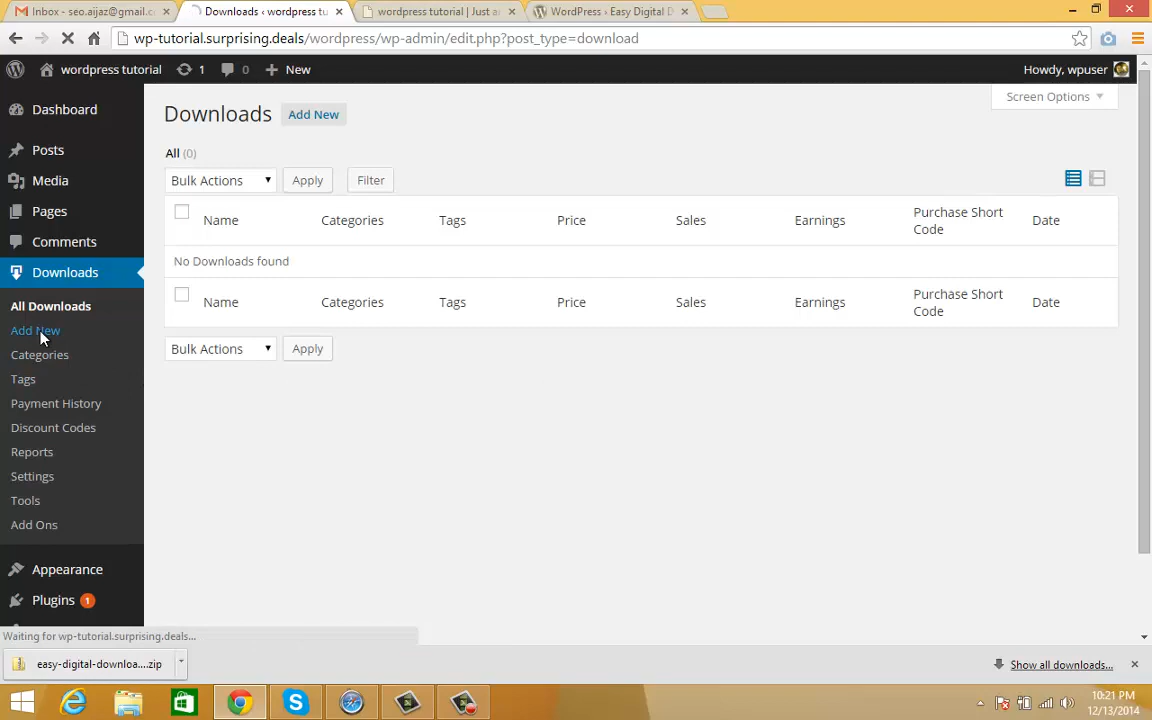 Inbox - seo.aijaz@gmail.c
Downloads ‹ wordpress tu
wordpress tutorial | Just a
WordPress › Easy Digital D
wp-tutorial.surprising.deals/wordpress/wp-admin/edit.php?post_type=download
wordpress tutorial
1
0
New
Howdy, wpuser
Dashboard
Posts
Media
Pages
Comments
Downloads
All Downloads
Add New
Categories
Tags
Payment History
Discount Codes
Reports
Settings
Tools
Add Ons
Appearance
Plugins 1
Screen Options
Downloads Add New
All (0)
Bulk Actions Apply Filter
Name Categories Tags Price Sales Earnings Purchase Short Code Date
No Downloads found
Name Categories Tags Price Sales Earnings Purchase Short Code Date
Bulk Actions Apply
Waiting for wp-tutorial.surprising.deals...
easy-digital-downloa....zip
Show all downloads...
10:21 PM
12/13/2014